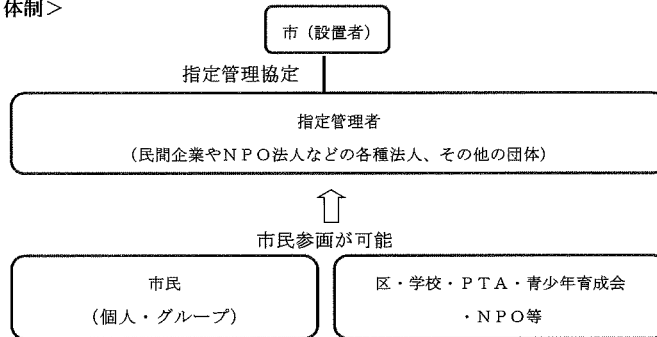 体制＞
市（設置者）
指定管理協定
指定管理者
（民間企業やＮＰＯ法人などの各種法人、その他の団体）
市民参画が可能
市民
（個人・グループ）
区・学校・ＰＴＡ・青少年育成会
・ＮＰＯ等